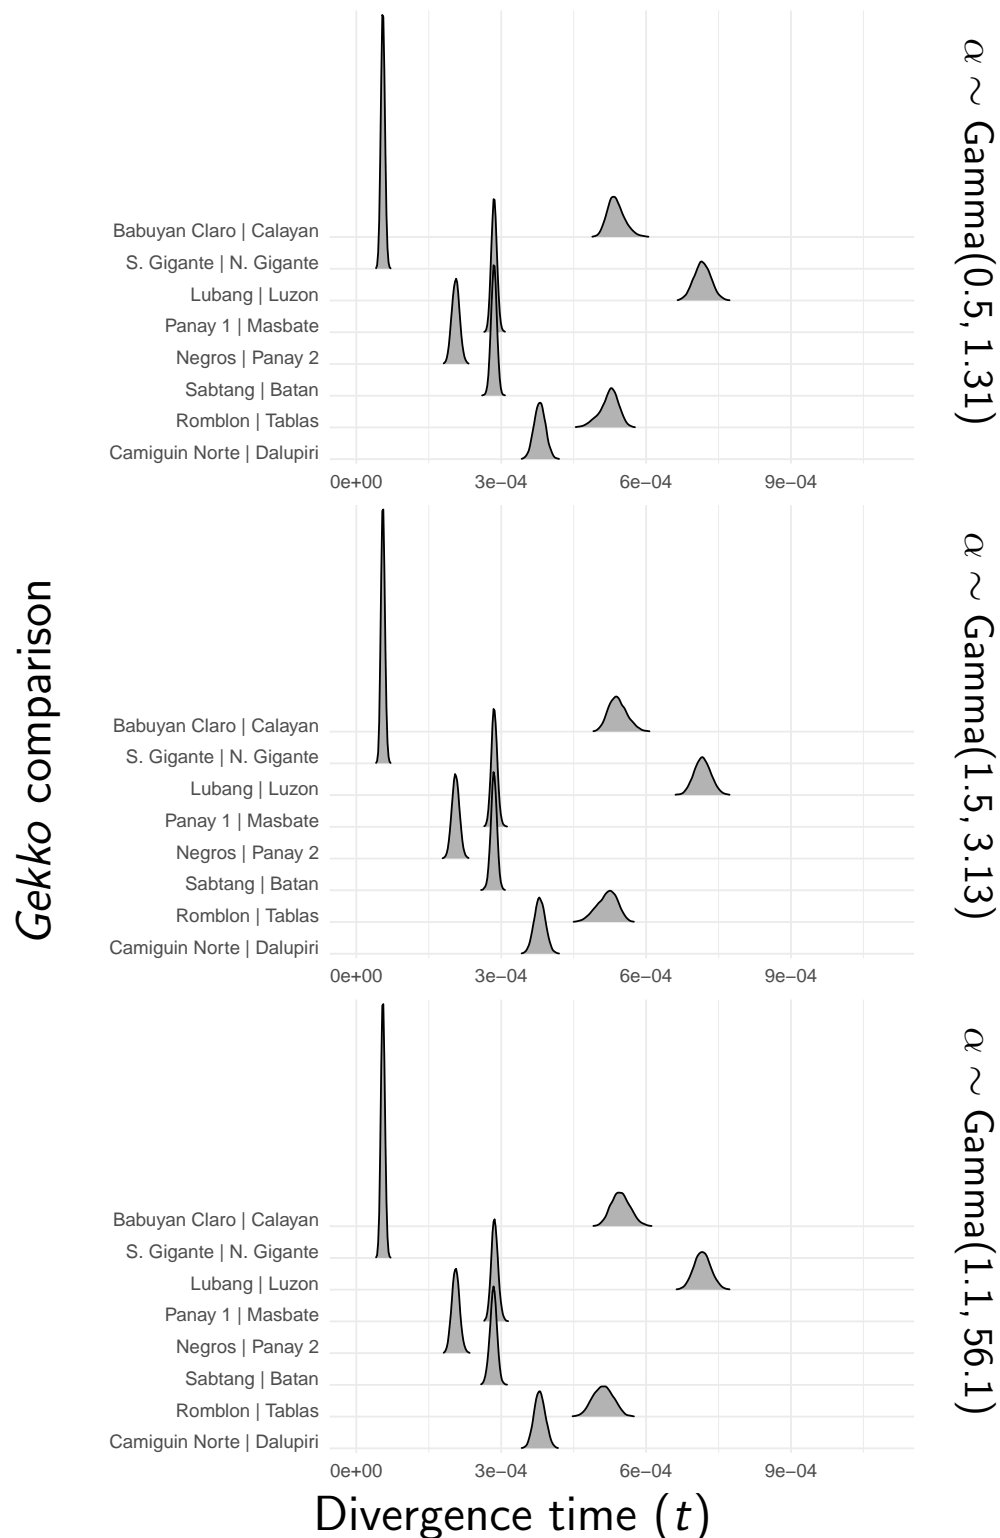 α ∼ Gamma(0.5, 1.31)
Babuyan Claro | Calayan
S. Gigante | N. Gigante
Lubang | Luzon
Panay 1 | Masbate
Negros | Panay 2
Sabtang | Batan
Romblon | Tablas
Camiguin Norte | Dalupiri
0e+00 3e−04 6e−04 9e−04
α ∼ Gamma(1.5, 3.13)
Gekko comparison
Babuyan Claro | Calayan
S. Gigante | N. Gigante
Lubang | Luzon
Panay 1 | Masbate
Negros | Panay 2
Sabtang | Batan
Romblon | Tablas
Camiguin Norte | Dalupiri
0e+00 3e−04 6e−04 9e−04
α ∼ Gamma(1.1, 56.1)
Babuyan Claro | Calayan
S. Gigante | N. Gigante
Lubang | Luzon
Panay 1 | Masbate
Negros | Panay 2
Sabtang | Batan
Romblon | Tablas
Camiguin Norte | Dalupiri
0e+00 3e−04 6e−04 9e−04
Divergence time (t)